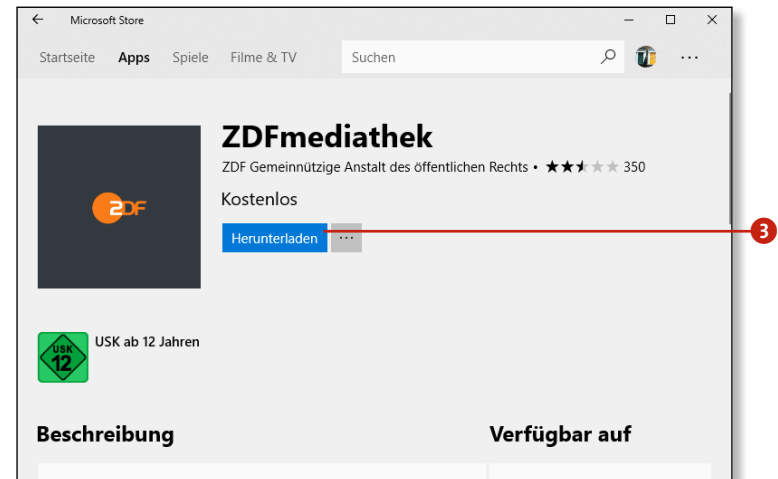 Microsoft Store
Startseite Apps Spiele Filme & TV Suchen
ZDF
ZDFmediathek
ZDF Gemeinnützige Anstalt des öffentlichen Rechts • ★★★★★ 350
Kostenlos
Herunterladen ...
3
USK
12
USK ab 12 Jahren
Beschreibung Verfügbar auf